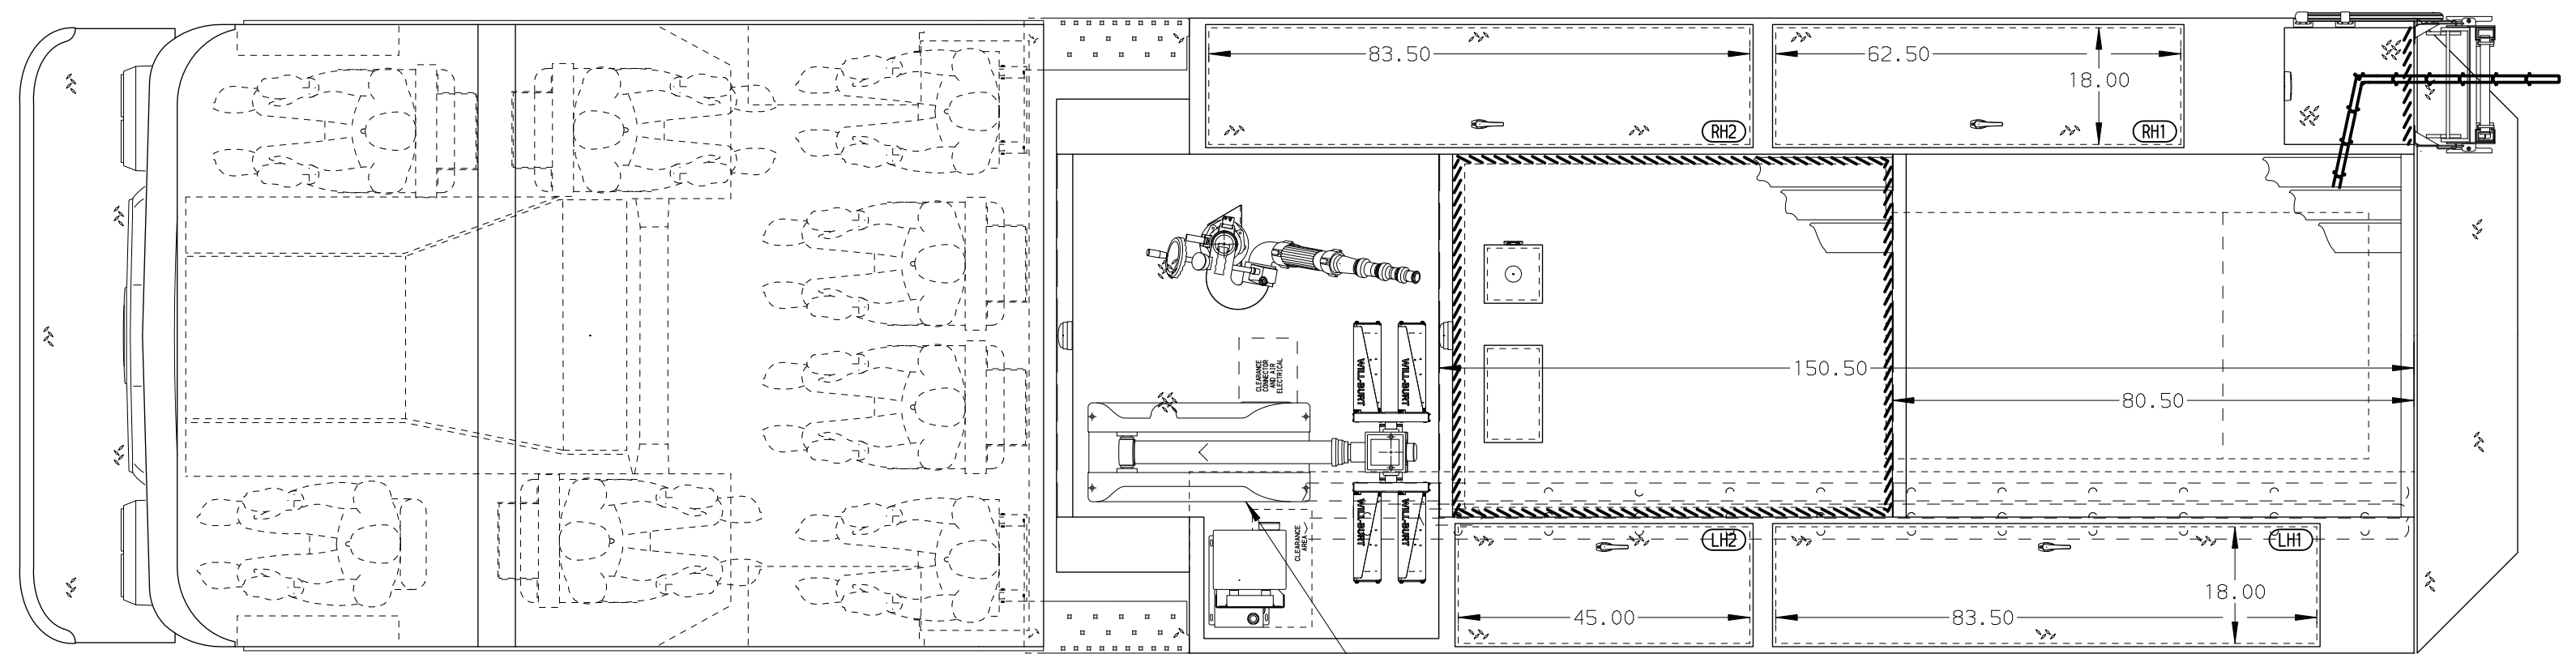 83.50
62.50
18.00
RH2
RH1
CLEARANCE
CONNECTOR
AND AIR
ELECTRICAL
WILL-BURT
WILL-BURT
150.50
80.50
WILL-BURT
WILL-BURT
CLEARANCE
AREA
LH2
LH1
45.00
83.50
18.00